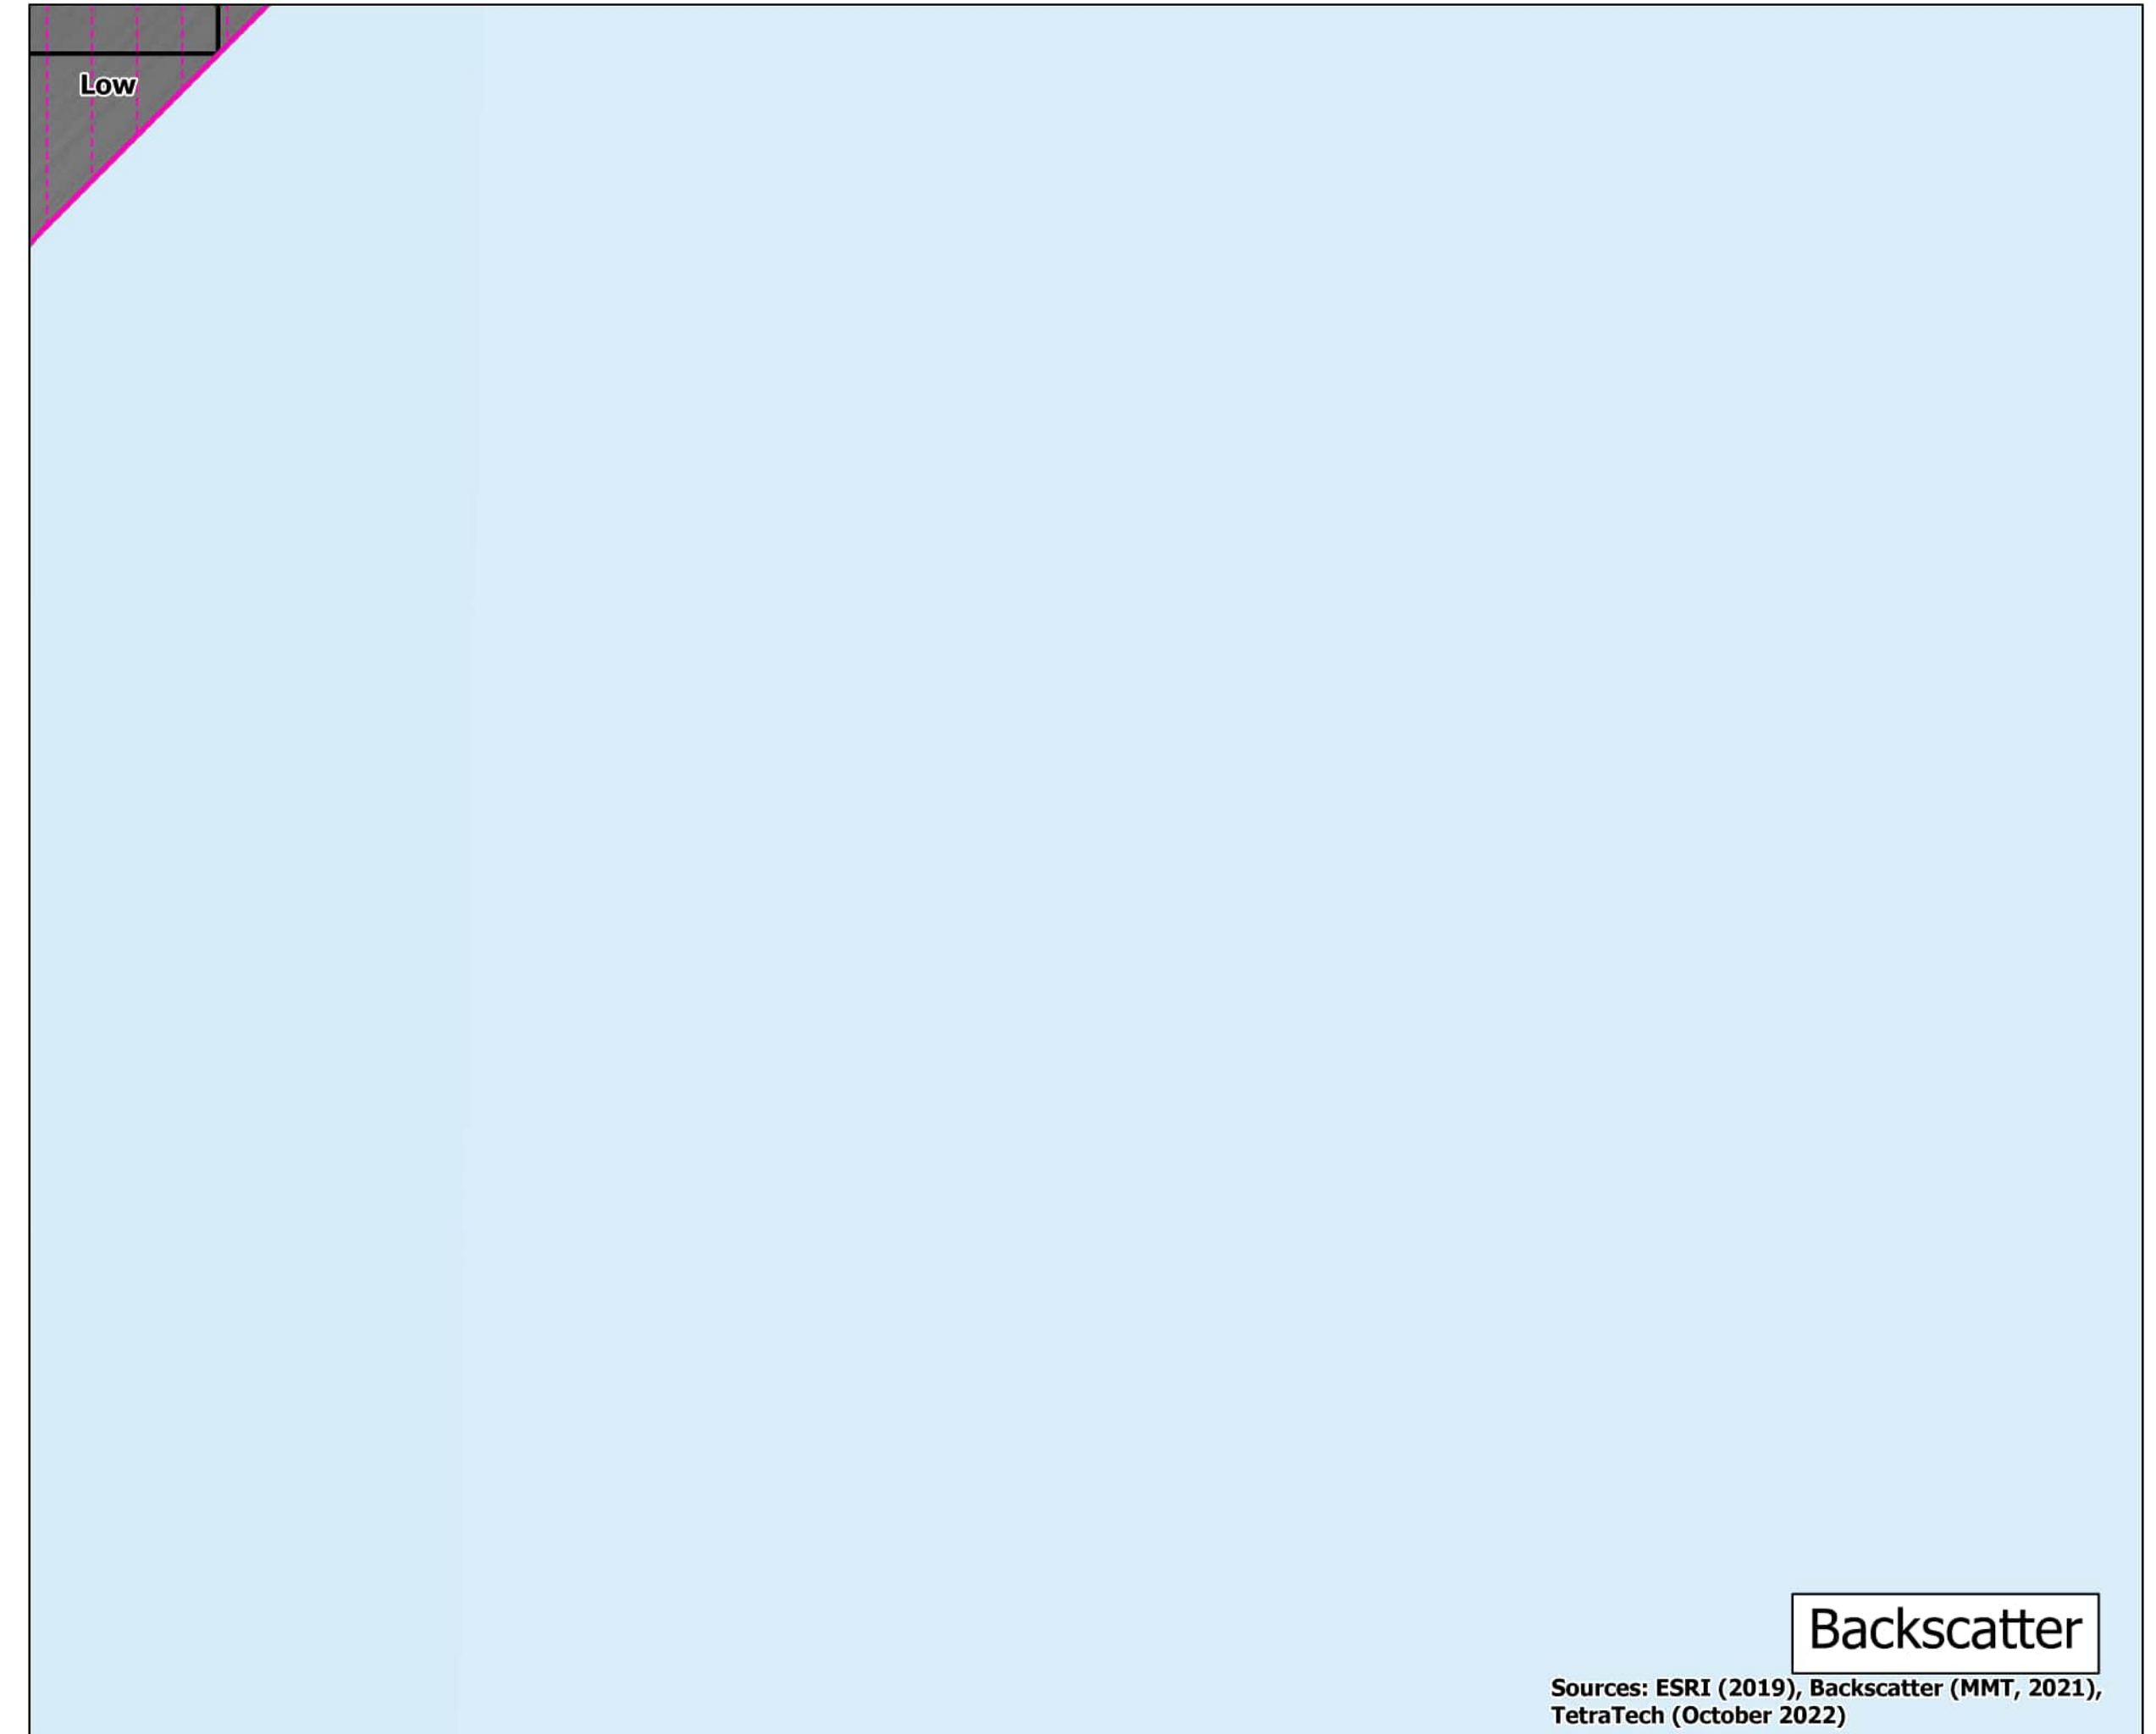 Low
Backscatter
Sources: ESRI (2019), Backscatter (MMT, 2021),
TetraTech (October 2022)